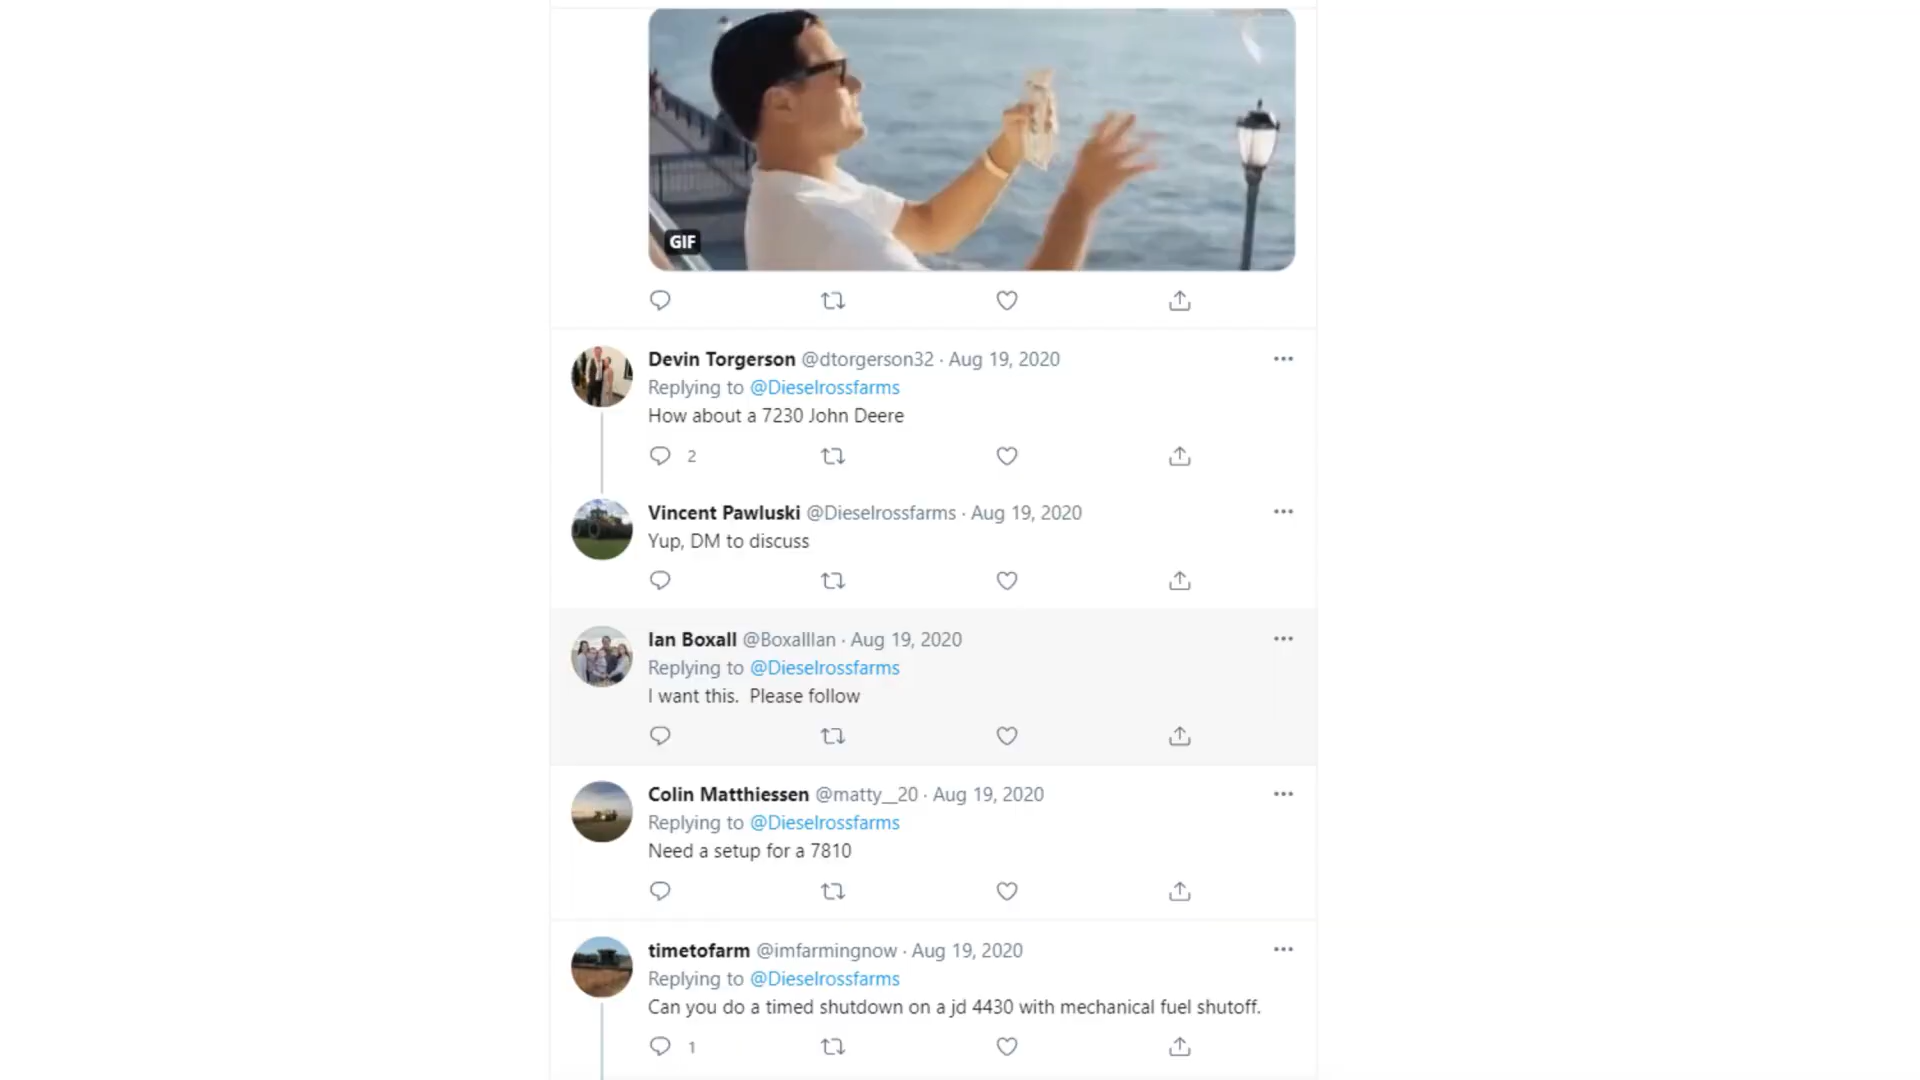 GIF
Devin Torgerson @dtorgerson32 · Aug 19, 2020
Replying to @Dieselrossfarms
How about a 7230 John Deere
2
Vincent Pawluski @Dieselrossfarms · Aug 19, 2020
Yup, DM to discuss
Ian Boxall @BoxallIan · Aug 19, 2020
Replying to @Dieselrossfarms
I want this.  Please follow
Colin Matthiessen @matty__20 · Aug 19, 2020
Replying to @Dieselrossfarms
Need a setup for a 7810
timetofarm @imfarmingnow · Aug 19, 2020
Replying to @Dieselrossfarms
Can you do a timed shutdown on a jd 4430 with mechanical fuel shutoff.
1